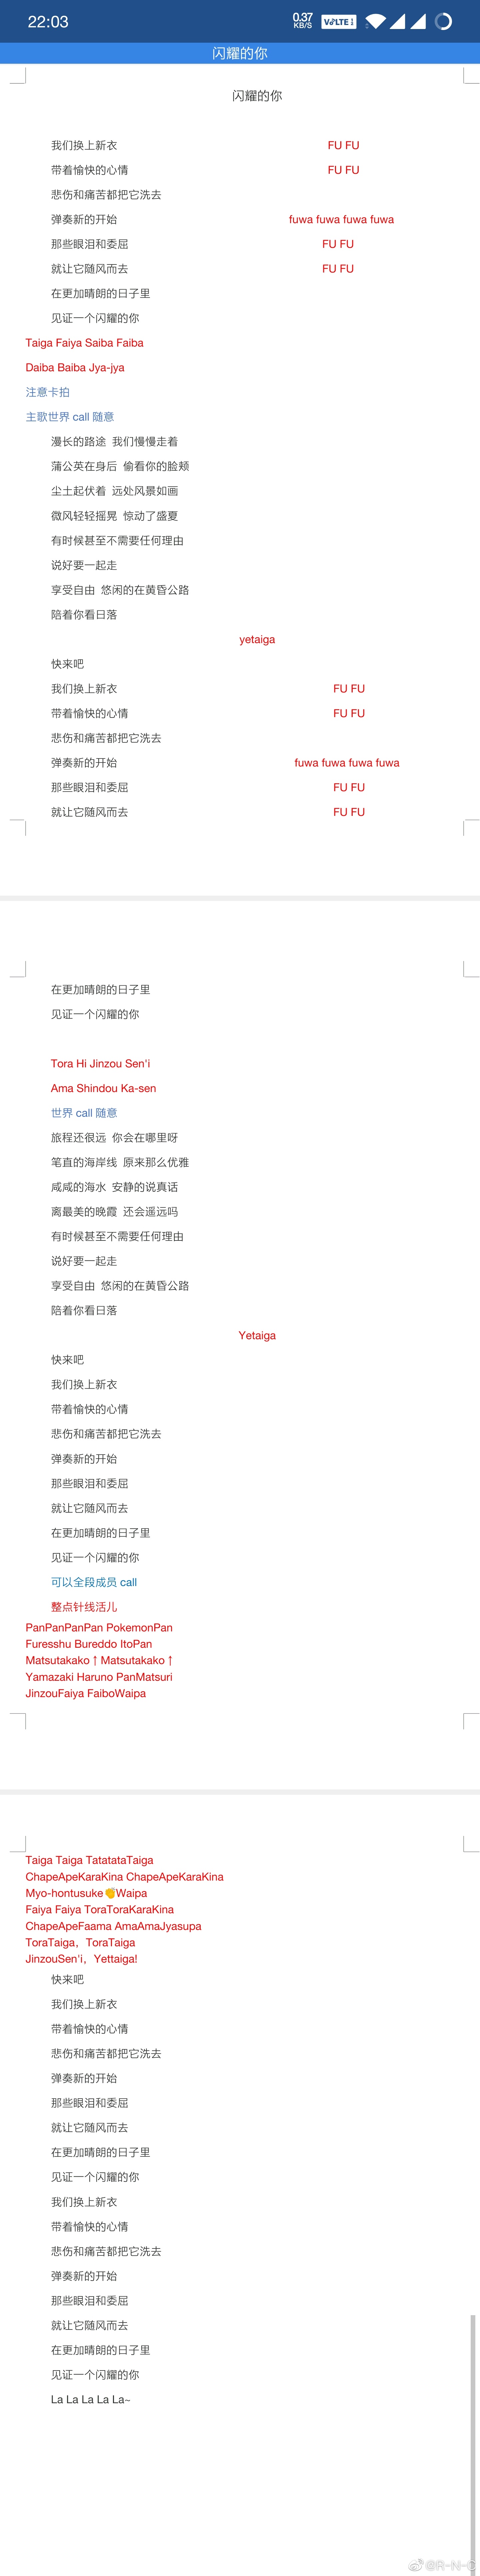 22:03 0.37 KB/S VoLTE
闪耀的你
闪耀的你
我们换上新衣 FU FU
带着愉快的心情 FU FU
悲伤和痛苦都把它洗去
弹奏新的开始 fuwa fuwa fuwa fuwa
那些眼泪和委屈 FU FU
就让它随风而去 FU FU
在更加晴朗的日子里
见证一个闪耀的你
Taiga Faiya Saiba Faiba
Daiba Baiba Jya-jya
注意卡拍
主歌世界 call 随意
漫长的路途 我们慢慢走着
蒲公英在身后 偷看你的脸颊
尘土起伏着 远处风景如画
微风轻轻摇晃 惊动了盛夏
有时候甚至不需要任何理由
说好要一起走
享受自由 悠闲的在黄昏公路
陪着你看日落
yetaiga
快来吧
我们换上新衣 FU FU
带着愉快的心情 FU FU
悲伤和痛苦都把它洗去
弹奏新的开始 fuwa fuwa fuwa fuwa
那些眼泪和委屈 FU FU
就让它随风而去 FU FU
在更加晴朗的日子里
见证一个闪耀的你
Tora Hi Jinzou Sen'i
Ama Shindou Ka-sen
世界 call 随意
旅程还很远 你会在哪里呀
笔直的海岸线 原来那么优雅
咸咸的海水 安静的说真话
离最美的晚霞 还会遥远吗
有时候甚至不需要任何理由
说好要一起走
享受自由 悠闲的在黄昏公路
陪着你看日落
Yetaiga
快来吧
我们换上新衣
带着愉快的心情
悲伤和痛苦都把它洗去
弹奏新的开始
那些眼泪和委屈
就让它随风而去
在更加晴朗的日子里
见证一个闪耀的你
可以全段成员 call
整点针线活儿
PanPanPanPan PokemonPan
Furesshu Bureddo ItoPan
Matsutakako↑Matsutakako↑
Yamazaki Haruno PanMatsuri
JinzouFaiya FaiboWaipa
Taiga Taiga TatatataTaiga
ChapeApeKaraKina ChapeApeKaraKina
Myo-hontusuke👏Waipa
Faiya Faiya ToraToraKaraKina
ChapeApeFaama AmaAmaJyasupa
ToraTaiga，ToraTaiga
JinzouSen'i，Yettaiga!
快来吧
我们换上新衣
带着愉快的心情
悲伤和痛苦都把它洗去
弹奏新的开始
那些眼泪和委屈
就让它随风而去
在更加晴朗的日子里
见证一个闪耀的你
我们换上新衣
带着愉快的心情
悲伤和痛苦都把它洗去
弹奏新的开始
那些眼泪和委屈
就让它随风而去
在更加晴朗的日子里
见证一个闪耀的你
La La La La La~